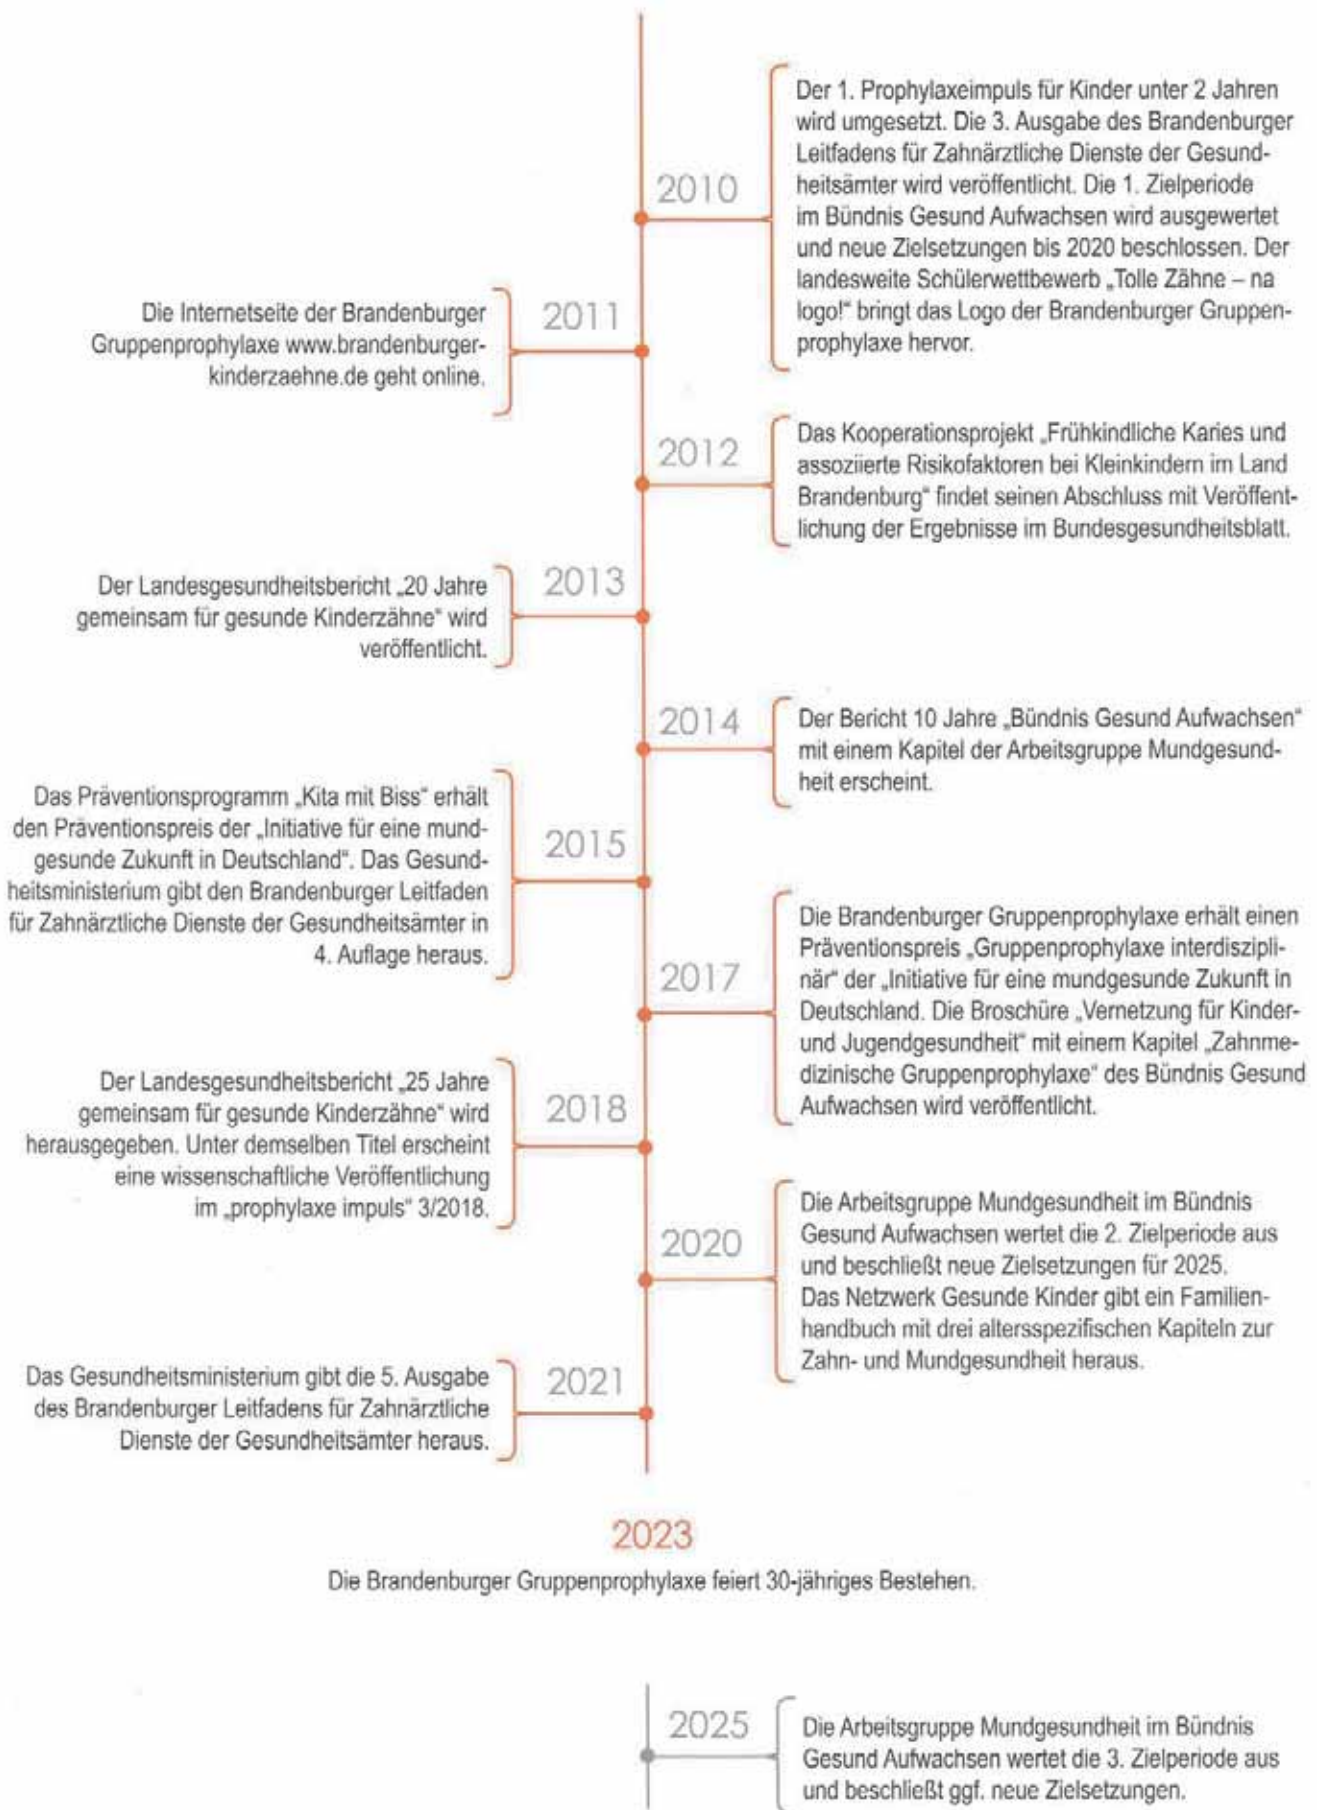 2010
Der 1. Prophylaxeimpuls für Kinder unter 2 Jahren
wird umgesetzt. Die 3. Ausgabe des Brandenburger
Leitfadens für Zahnärztliche Dienste der Gesund-
heitsämter wird veröffentlicht. Die 1. Zielperiode
im Bündnis Gesund Aufwachsen wird ausgewertet
und neue Zielsetzungen bis 2020 beschlossen. Der
landesweite Schülerwettbewerb „Tolle Zähne – na
logo!“ bringt das Logo der Brandenburger Gruppen-
prophylaxe hervor.
2011
Die Internetseite der Brandenburger
Gruppenprophylaxe www.brandenburger-
kinderzaehne.de geht online.
2012
Das Kooperationsprojekt „Frühkindliche Karies und
assoziierte Risikofaktoren bei Kleinkindern im Land
Brandenburg“ findet seinen Abschluss mit Veröffent-
lichung der Ergebnisse im Bundesgesundheitsblatt.
2013
Der Landesgesundheitsbericht „20 Jahre
gemeinsam für gesunde Kinderzähne“ wird
veröffentlicht.
2014
Der Bericht 10 Jahre „Bündnis Gesund Aufwachsen“
mit einem Kapitel der Arbeitsgruppe Mundgesund-
heit erscheint.
2015
Das Präventionsprogramm „Kita mit Biss“ erhält
den Präventionspreis der „Initiative für eine mund-
gesunde Zukunft in Deutschland“. Das Gesund-
heitsministerium gibt den Brandenburger Leitfaden
für Zahnärztliche Dienste der Gesundheitsämter in
4. Auflage heraus.
2017
Die Brandenburger Gruppenprophylaxe erhält einen
Präventionspreis „Gruppenprophylaxe interdiszipli-
när“ der „Initiative für eine mundgesunde Zukunft in
Deutschland. Die Broschüre „Vernetzung für Kinder-
und Jugendgesundheit“ mit einem Kapitel „Zahnme-
dizinische Gruppenprophylaxe“ des Bündnis Gesund
Aufwachsen wird veröffentlicht.
2018
Der Landesgesundheitsbericht „25 Jahre
gemeinsam für gesunde Kinderzähne“ wird
herausgegeben. Unter demselben Titel erscheint
eine wissenschaftliche Veröffentlichung
im „prophylaxe impuls“ 3/2018.
2020
Die Arbeitsgruppe Mundgesundheit im Bündnis
Gesund Aufwachsen wertet die 2. Zielperiode aus
und beschließt neue Zielsetzungen für 2025.
Das Netzwerk Gesunde Kinder gibt ein Familien-
handbuch mit drei altersspezifischen Kapiteln zur
Zahn- und Mundgesundheit heraus.
2021
Das Gesundheitsministerium gibt die 5. Ausgabe
des Brandenburger Leitfadens für Zahnärztliche
Dienste der Gesundheitsämter heraus.
2023
Die Brandenburger Gruppenprophylaxe feiert 30-jähriges Bestehen.
2025
Die Arbeitsgruppe Mundgesundheit im Bündnis
Gesund Aufwachsen wertet die 3. Zielperiode aus
und beschließt ggf. neue Zielsetzungen.